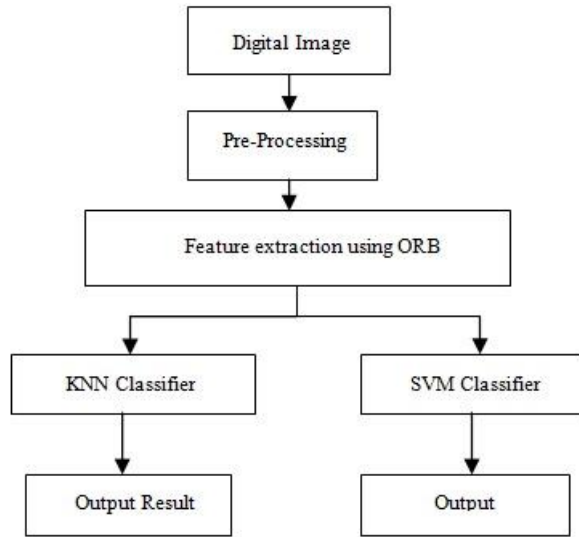 Digital Image
Pre-Processing
Feature extraction using ORB
KNN Classifier
SVM Classifier
Output Result
Output